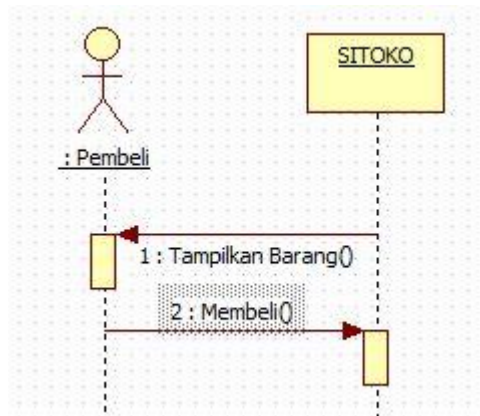 SITOKO
: Pembeli
1 : Tampilkan Barang()
2 : Membeli()